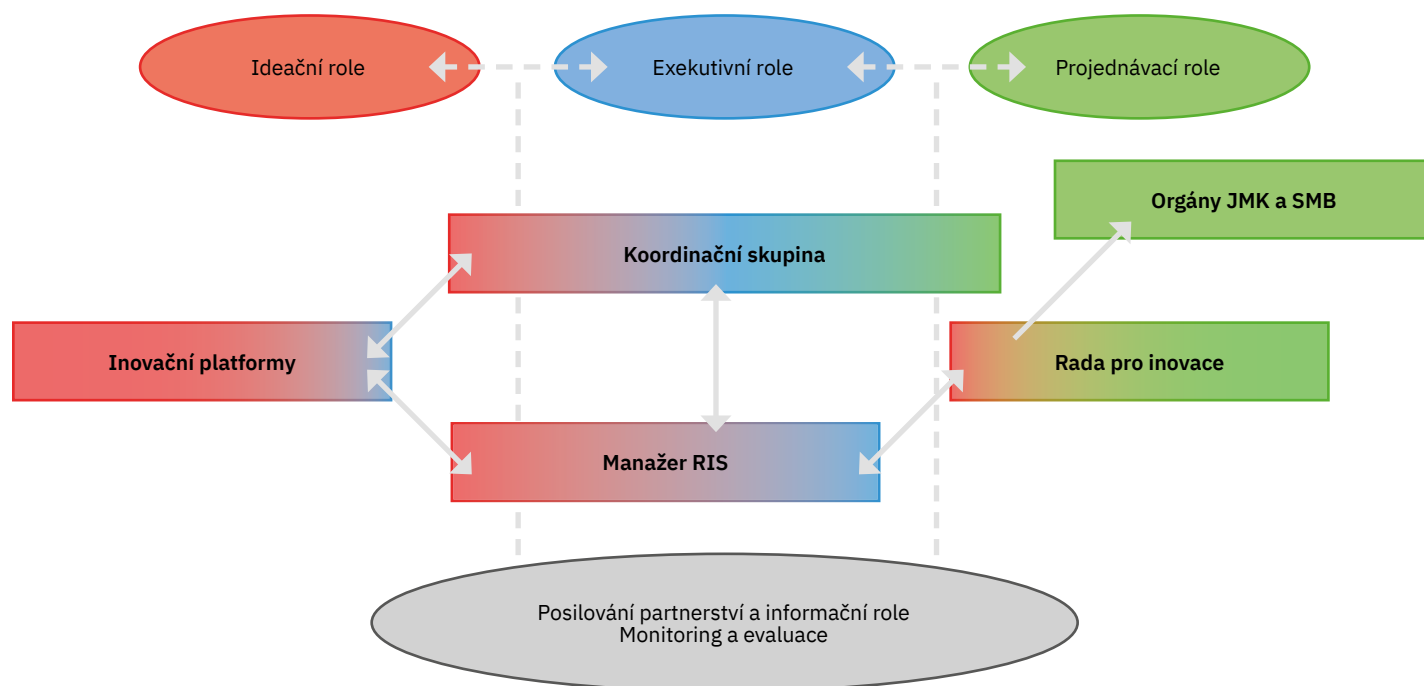 Ideační role
Exekutivní role
Projednávací role
Orgány JMK a SMB
Koordinační skupina
Inovační platformy
Rada pro inovace
Manažer RIS
Posilování partnerství a informační role
Monitoring a evaluace